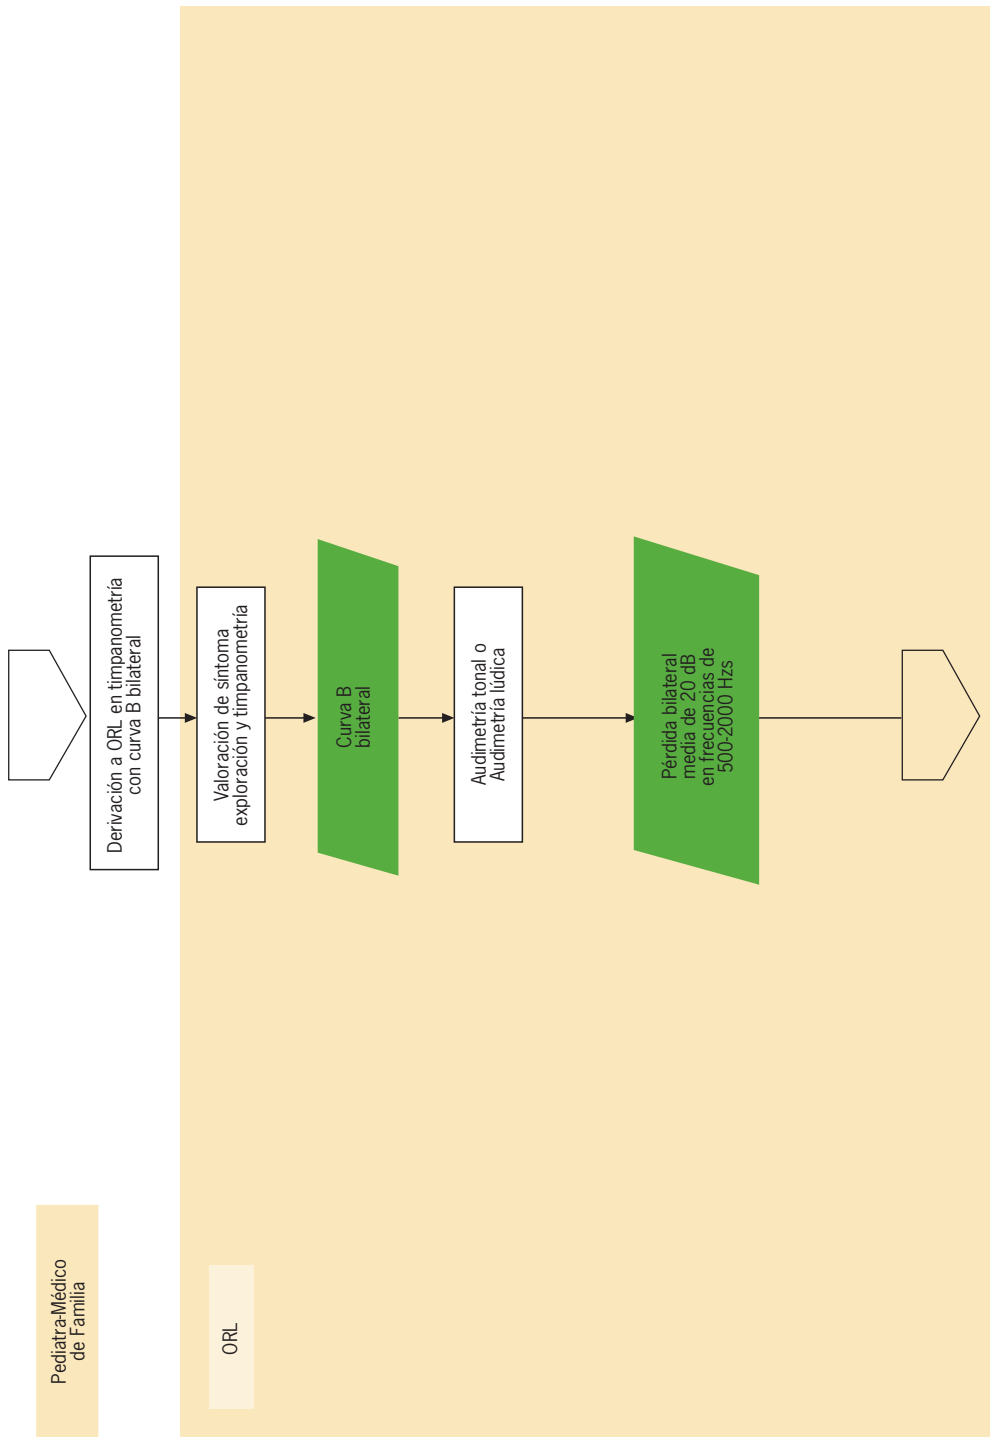 Pediatra-Médico
de Familia
Derivación a ORL en timpanometría
con curva B bilateral
ORL
Valoración de síntoma
exploración y timpanometría
Curva B
bilateral
Audimetría tonal o
Audimetría lúdica
Pérdida bilateral
media de 20 dB
en frecuencias de
500-2000 Hzs